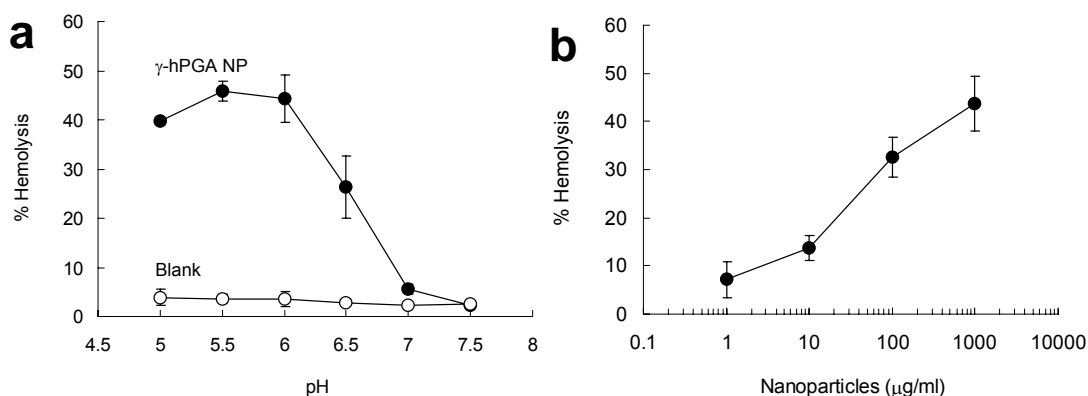 a
60
50
40
30
20
10
0
% Hemolysis
γ-hPGA NP
Blank
4.5 5 5.5 6 6.5 7 7.5 8
pH
b
60
50
40
30
20
10
0
% Hemolysis
0.1 1 10 100 1000 10000
Nanoparticles (μg/ml)